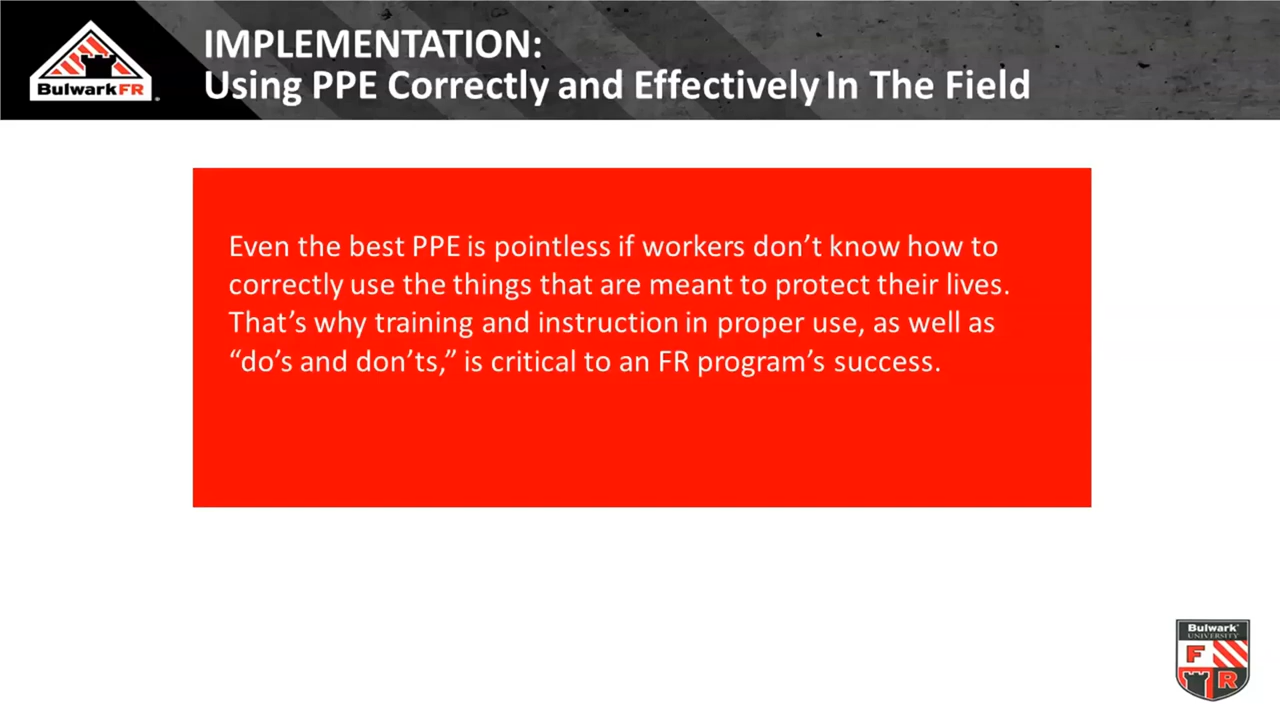 BulwarkFR
IMPLEMENTATION:
Using PPE Correctly and Effectively In The Field
Even the best PPE is pointless if workers don’t know how to
correctly use the things that are meant to protect their lives.
That’s why training and instruction in proper use, as well as
“do’s and don’ts,” is critical to an FR program’s success.
Bulwark
UNIVERSITY
F
R